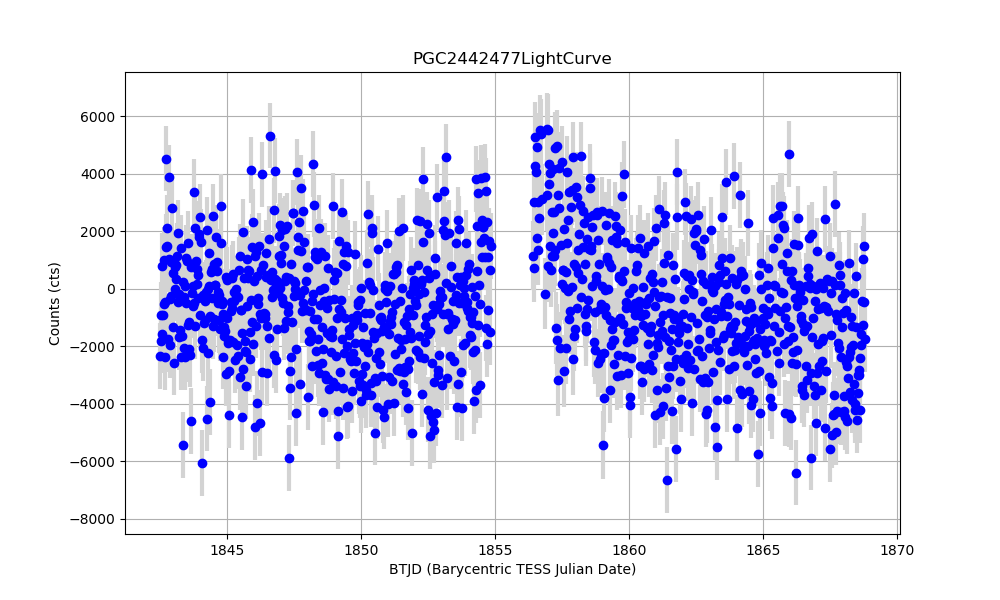 PGC2442477LightCurve
Counts (cts)
6000
4000
2000
0
−2000
−4000
−6000
−8000
1845 1850 1855 1860 1865 1870
BTJD (Barycentric TESS Julian Date)